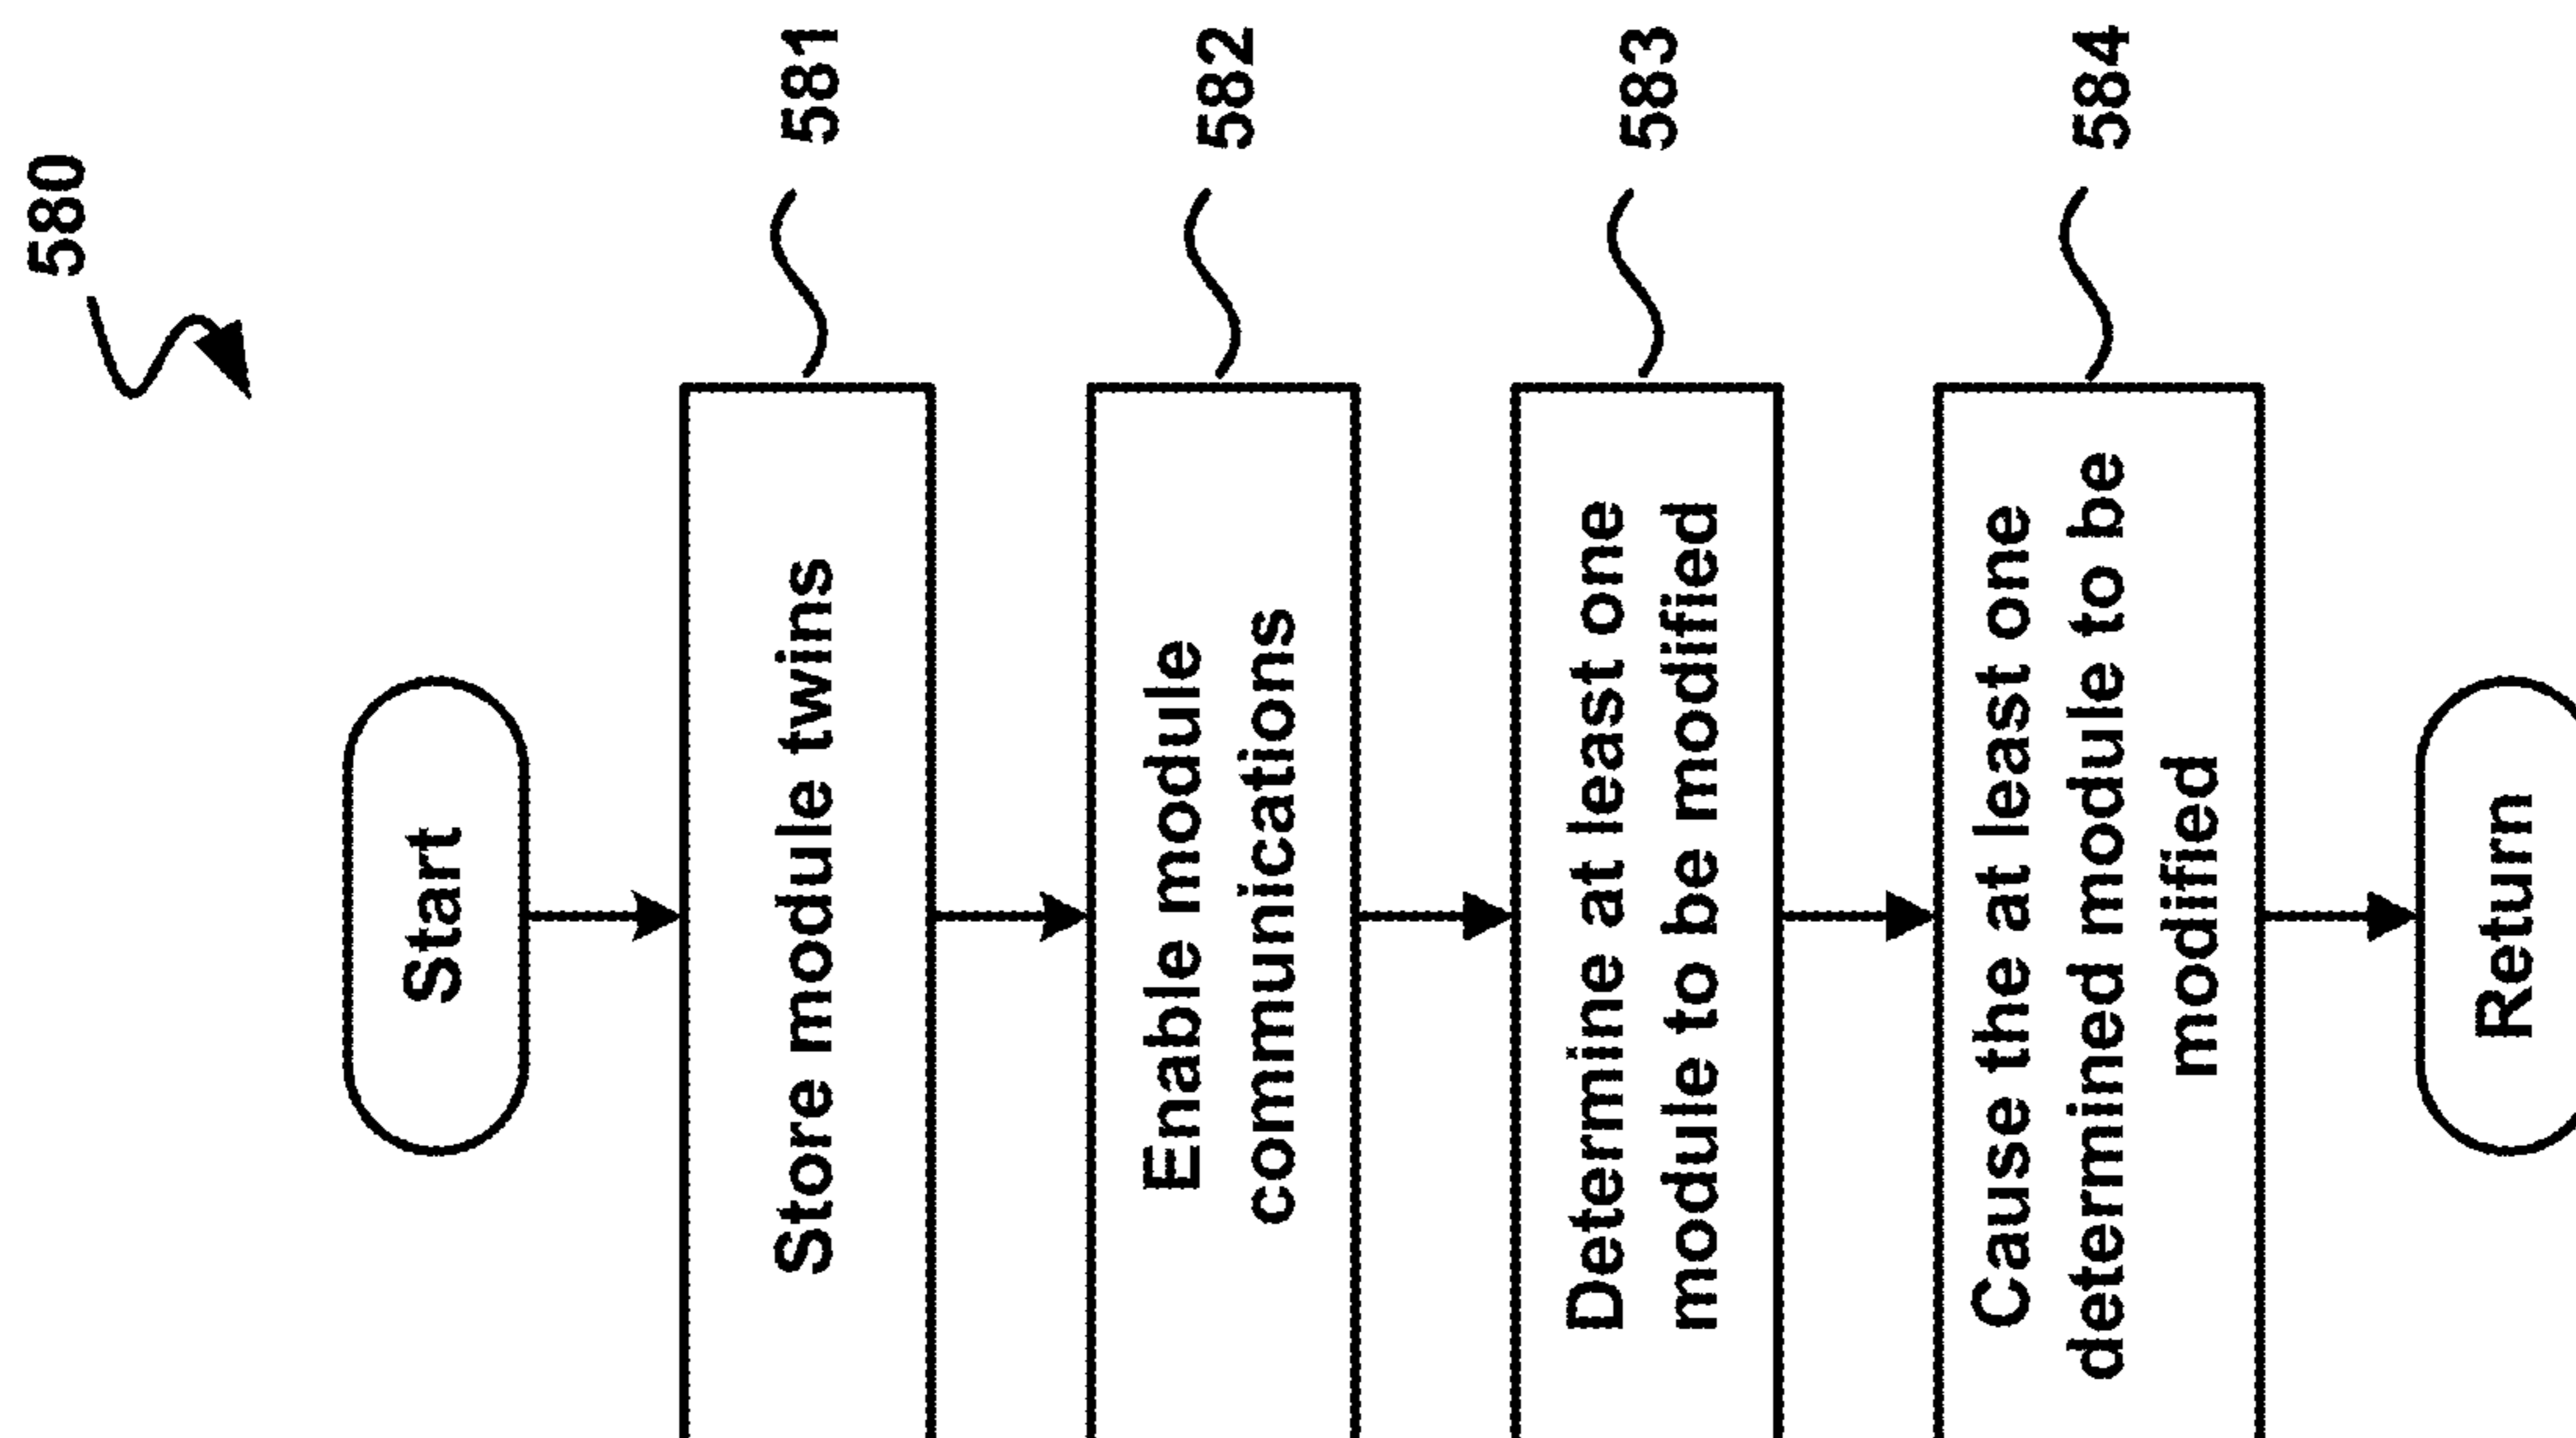 580
Start
Store module twins
581
Enable module
communications
582
Determine at least one
module to be modified
583
Cause the at least one
determined module to be
modified
584
Return